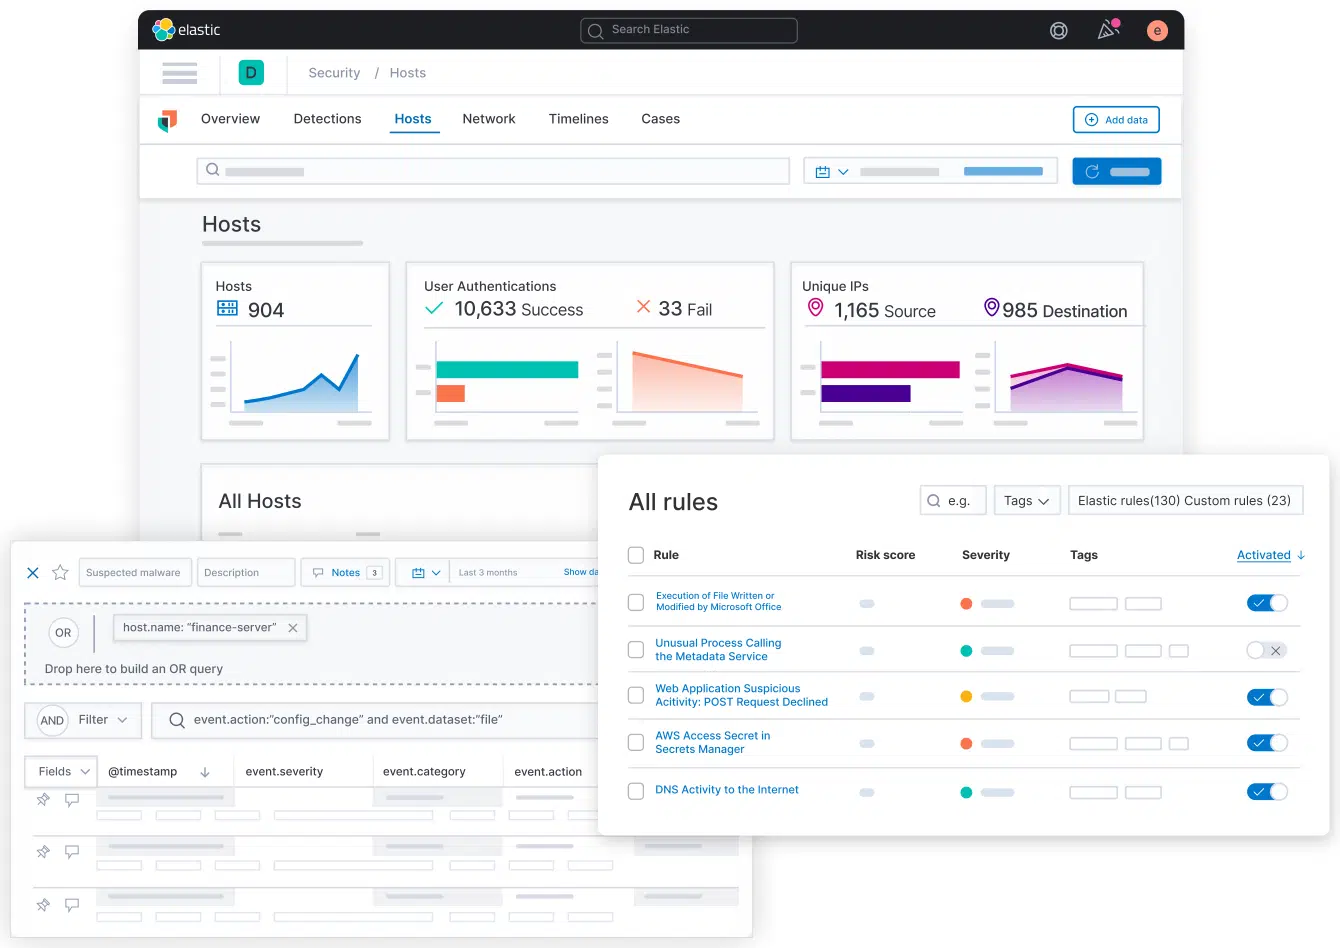 elastic
Search Elastic
e
D
Security / Hosts
Overview Detections Hosts Network Timelines Cases
Add data
Hosts
Hosts
904
User Authentications
10,633 Success 33 Fail
Unique IPs
1,165 Source 985 Destination
All Hosts
All rules
e.g.
Tags
Elastic rules(130) Custom rules (23)
Rule Risk score Severity Tags Activated
Execution of File Written or
Modified by Microsoft Office
Unusual Process Calling
the Metadata Service
Web Application Suspicious
Acitivity: POST Request Declined
AWS Access Secret in
Secrets Manager
DNS Activity to the Internet
Suspected malware
Description
Notes 3
Last 3 months
Show da
OR
host.name: “finance-server”
Drop here to build an OR query
AND Filter
event.action:”config_change” and event.dataset:”file”
Fields @timestamp event.severity event.category event.action